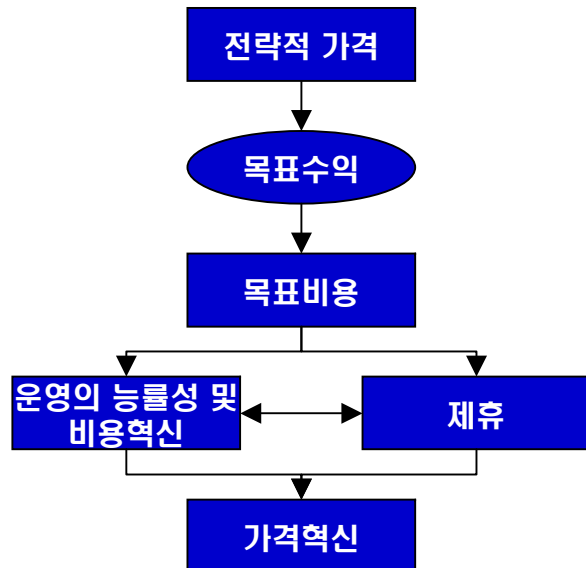 전략적 가격
목표수익
목표비용
운영의 능률성 및
비용혁신
제휴
가격혁신